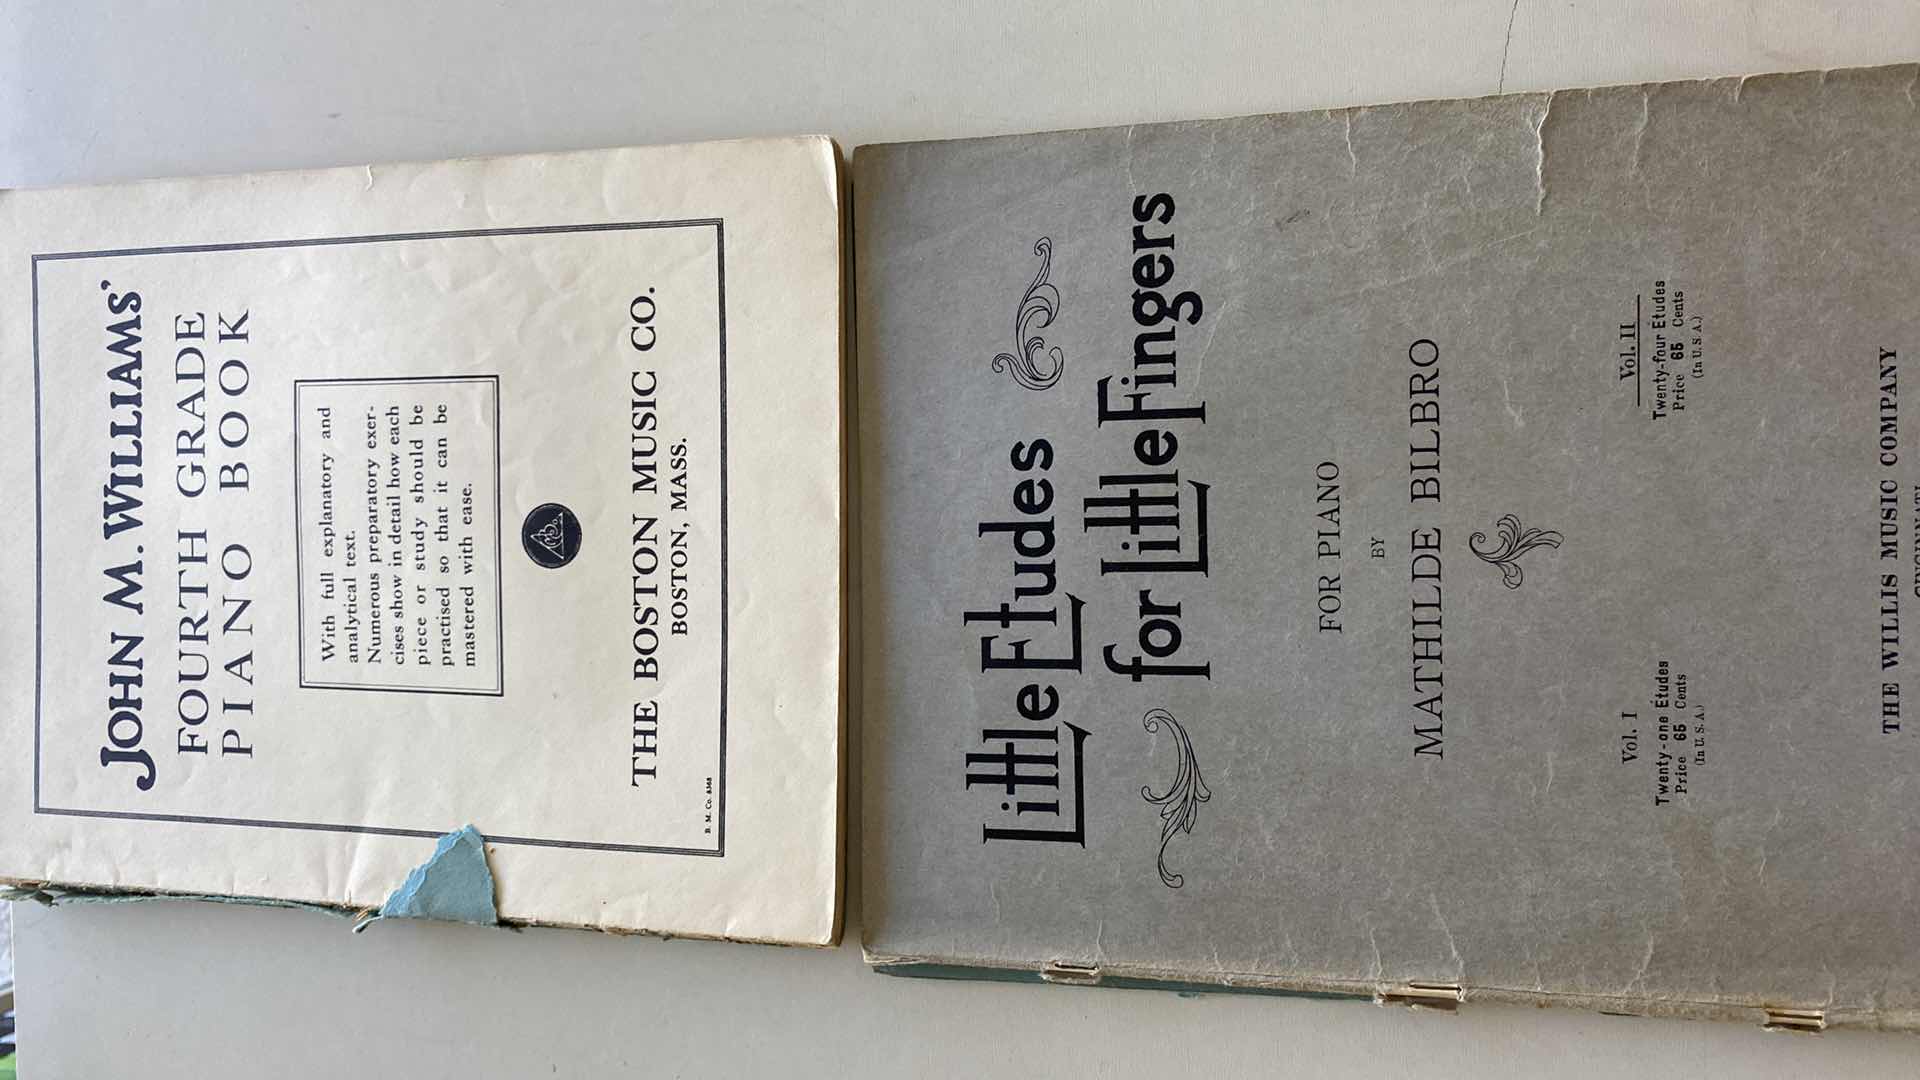 JOHN M. WILLIAMS'
FOURTH GRADE
PIANO BOOK
With full explanatory and
analytical text.
Numerous preparatory exer-
cises show in detail how each
piece or study should be
practised so that it can be
mastered with ease.
THE BOSTON MUSIC CO.
BOSTON, MASS.
B. M. Co.
Little Etudes
for Little Fingers
FOR PIANO
BY
MATHILDE BILBRO
Vol. I
Twenty-one Études
Price 65 Cents
(In U. S. A.)
Vol. II
Twenty-four Études
Price 65 Cents
(In U. S. A.)
THE WILLIS MUSIC COMPANY